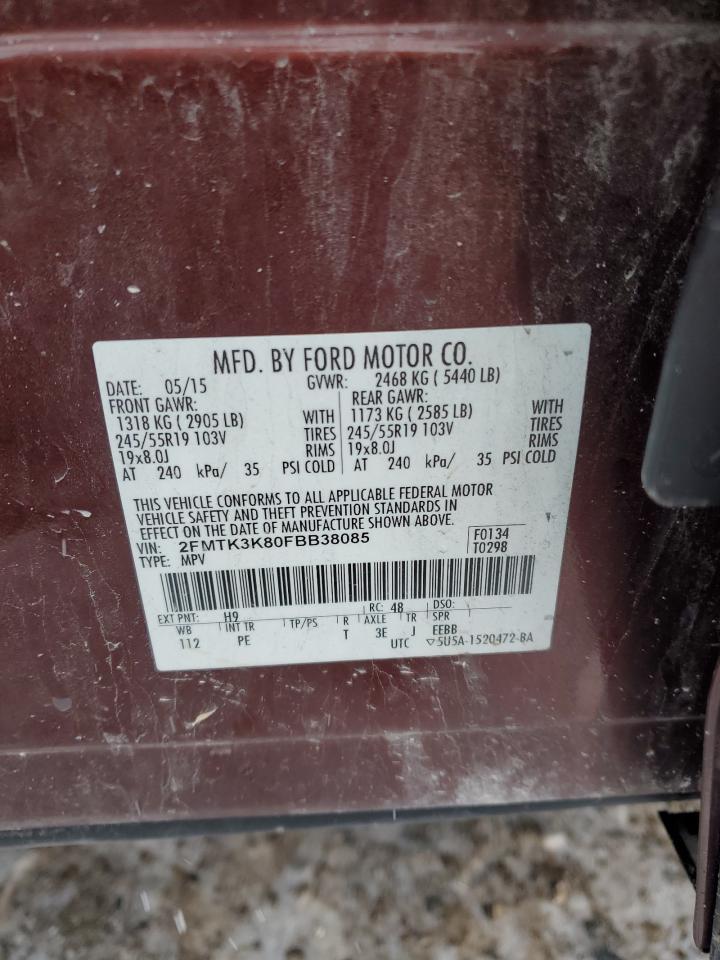 MFD. BY FORD MOTOR CO.
DATE: 05/15 GVWR: 2468 KG ( 5440 LB)
FRONT GAWR: REAR GAWR:
1318 KG ( 2905 LB) WITH 1173 KG ( 2585 LB) WITH
245/55R19 103V TIRES 245/55R19 103V TIRES
19x8.0J RIMS 19x8.0J RIMS
AT 240 kPa/ 35 PSI COLD AT 240 kPa/ 35 PSI COLD
THIS VEHICLE CONFORMS TO ALL APPLICABLE FEDERAL MOTOR
VEHICLE SAFETY AND THEFT PREVENTION STANDARDS IN
EFFECT ON THE DATE OF MANUFACTURE SHOWN ABOVE.
VIN: 2FMTK3K80FBB38085 F0134
TYPE: MPV T0298
EXT PNT: H9 RC: 48 DSO:
WB INT TR TP/PS R AXLE TR SPR
112 PE T 3E J EEBB
UTC ▽5U5A-1520472-BA